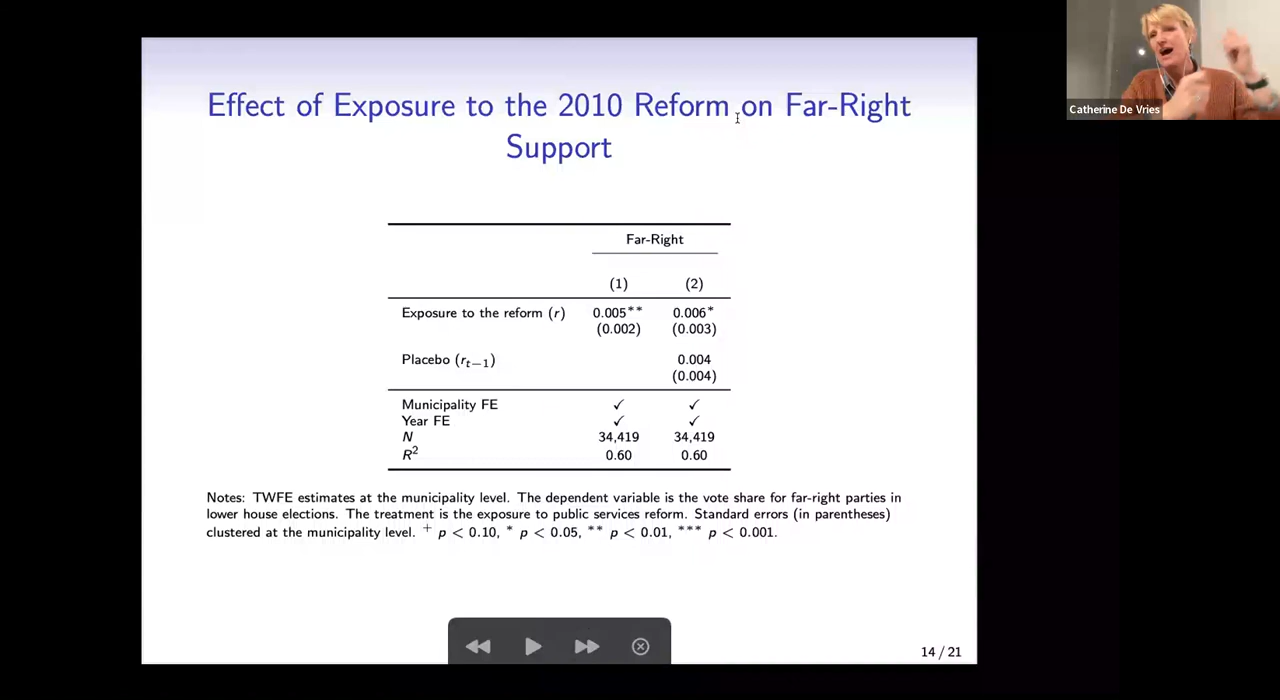 Effect of Exposure to the 2010 Reform on Far-Right
Support
Catherine De Vries
Far-Right
(1) (2)
Exposure to the reform (r) 0.005** 0.006*
(0.002) (0.003)
Placebo (rt−1) 0.004
(0.004)
Municipality FE ✓ ✓
Year FE ✓ ✓
N 34,419 34,419
R² 0.60 0.60
Notes: TWFE estimates at the municipality level. The dependent variable is the vote share for far-right parties in
lower house elections. The treatment is the exposure to public services reform. Standard errors (in parentheses)
clustered at the municipality level. + p < 0.10, * p < 0.05, ** p < 0.01, *** p < 0.001.
14 / 21